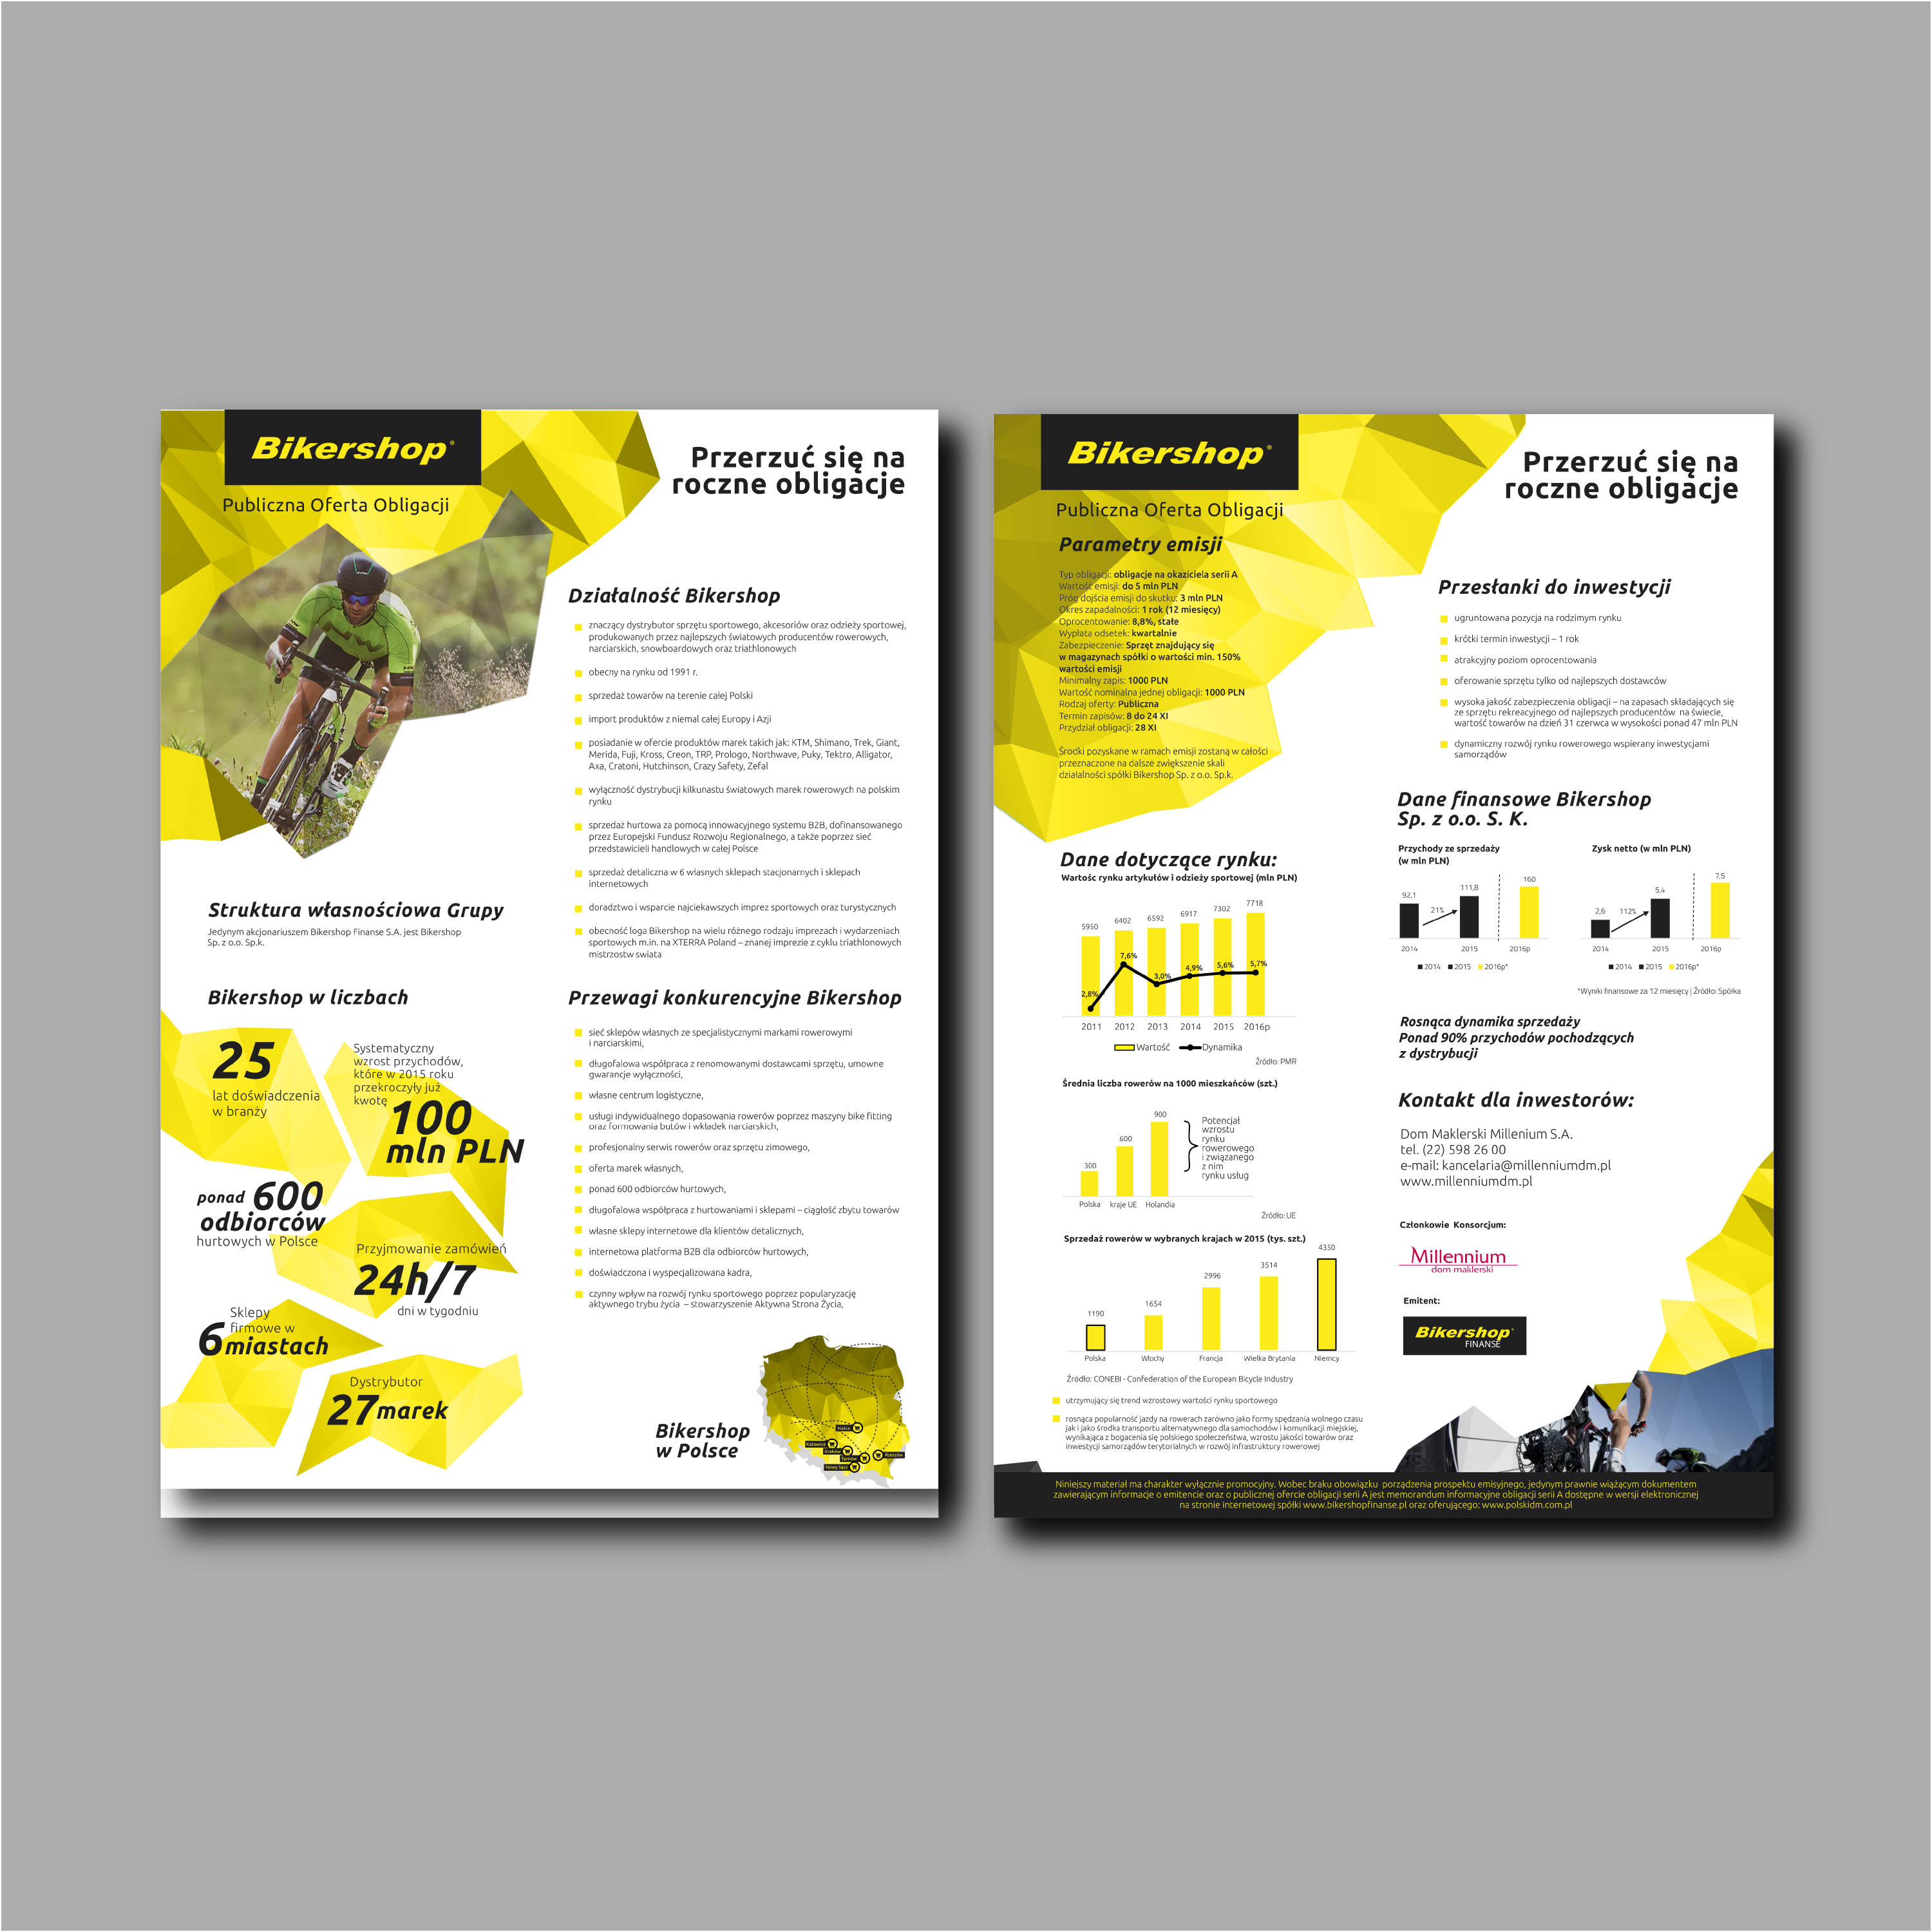 Bikershop®
Publiczna Oferta Obligacji
Przerzuć się na
roczne obligacje
Działalność Bikershop
znaczący dystrybutor sprzętu sportowego, akcesoriów oraz odzieży sportowej,
produkowanych przez najlepszych światowych producentów rowerowych,
narciarskich, snowboardowych oraz triathlonowych
obecny na rynku od 1991 r.
sprzedaż towarów na terenie całej Polski
import produktów z niemal całej Europy i Azji
posiadanie w ofercie produktów marek takich jak: KTM, Shimano, Trek, Giant,
Merida, Fuji, Kross, Creon, TRP, Prologo, Northwave, Puky, Tektro, Alligator,
Axa, Cratoni, Hutchinson, Crazy Safety, Zefal
wyłączność dystrybucji kilkunastu światowych marek rowerowych na polskim
rynku
sprzedaż hurtowa za pomocą innowacyjnego systemu B2B, dofinansowanego
przez Europejski Fundusz Rozwoju Regionalnego, a także poprzez sieć
przedstawicieli handlowych w całej Polsce
sprzedaż detaliczna w 6 własnych sklepach stacjonarnych i sklepach
internetowych
doradztwo i wsparcie najciekawszych imprez sportowych oraz turystycznych
obecność loga Bikershop na wielu różnego rodzaju imprezach i wydarzeniach
sportowych m.in. na XTERRA Poland – znanej imprezie z cyklu triathlonowych
mistrzostw swiata
Struktura własnościowa Grupy
Jedynym akcjonariuszem Bikershop Finanse S.A. jest Bikershop
Sp. z o.o. Sp.k.
Bikershop w liczbach
25
lat doświadczenia
w branży
Systematyczny
wzrost przychodów,
które w 2015 roku
przekroczyły już
kwotę
100
mln PLN
ponad 600
odbiorców
hurtowych w Polsce
Przyjmowanie zamówień
24h/7
dni w tygodniu
Sklepy
firmowe w
6 miastach
Dystrybutor
27 marek
Przewagi konkurencyjne Bikershop
sieć sklepów własnych ze specjalistycznymi markami rowerowymi
i narciarskimi,
długofalowa współpraca z renomowanymi dostawcami sprzętu, umowne
gwarancje wyłączności,
własne centrum logistyczne,
usługi indywidualnego dopasowania rowerów poprzez maszyny bike fitting
oraz formowania butów i wkładek narciarskich,
profesjonalny serwis rowerów oraz sprzętu zimowego,
oferta marek własnych,
ponad 600 odbiorców hurtowych,
długofalowa współpraca z hurtowaniami i sklepami – ciągłość zbytu towarów
własne sklepy internetowe dla klientów detalicznych,
internetowa platforma B2B dla odbiorców hurtowych,
doświadczona i wyspecjalizowana kadra,
czynny wpływ na rozwój rynku sportowego poprzez popularyzację
aktywnego trybu życia – stowarzyszenie Aktywna Strona Życia,
Bikershop
w Polsce
Kielce
Katowice
Kraków
Tarnów
Rzeszów
Nowy Sącz
Bikershop®
Publiczna Oferta Obligacji
Przerzuć się na
roczne obligacje
Parametry emisji
Typ obligacji: obligacje na okaziciela serii A
Wartość emisji: do 5 mln PLN
Próg dojścia emisji do skutku: 3 mln PLN
Okres zapadalności: 1 rok (12 miesięcy)
Oprocentowanie: 8,8%, stałe
Wypłata odsetek: kwartalnie
Zabezpieczenie: Sprzęt znajdujący się
w magazynach spółki o wartości min. 150%
wartości emisji
Minimalny zapis: 1000 PLN
Wartość nominalna jednej obligacji: 1000 PLN
Rodzaj oferty: Publiczna
Termin zapisów: 8 do 24 XI
Przydział obligacji: 28 XI
Środki pozyskane w ramach emisji zostaną w całości
przeznaczone na dalsze zwiększenie skali
działalności spółki Bikershop Sp. z o.o. Sp.k.
Dane dotyczące rynku:
Wartośc rynku artykułów i odzieży sportowej (mln PLN)
5950 6402 6592 6917 7302 7718
2,8% 7,6% 3,0% 4,9% 5,6% 5,7%
2011 2012 2013 2014 2015 2016p
Wartość Dynamika
Źródło: PMR
Średnia liczba rowerów na 1000 mieszkańców (szt.)
300 600 900
Polska kraje UE Holandia
Potencjał
wzrostu
rynku
rowerowego
i związanego
z nim
rynku usług
Źródło: UE
Sprzedaż rowerów w wybranych krajach w 2015 (tys. szt.)
1190 1654 2996 3514 4350
Polska Włochy Francja Wielka Brytania Niemcy
Źródło: CONEBI - Confederation of the European Bicycle Industry
utrzymujący się trend wzrostowy wartości rynku sportowego
rosnąca popularność jazdy na rowerach zarówno jako formy spędzania wolnego czasu
jak i jako środka transportu alternatywnego dla samochodów i komunikacji miejskiej,
wynikająca z bogacenia się polskiego społeczeństwa, wzrostu jakości towarów oraz
inwestycji samorządów terytorialnych w rozwój infrastruktury rowerowej
Przesłanki do inwestycji
ugruntowana pozycja na rodzimym rynku
krótki termin inwestycji – 1 rok
atrakcyjny poziom oprocentowania
oferowanie sprzętu tylko od najlepszych dostawców
wysoka jakość zabezpieczenia obligacji – na zapasach składających się
ze sprzętu rekreacyjnego od najlepszych producentów na świecie,
wartość towarów na dzień 31 czerwca w wysokości ponad 47 mln PLN
dynamiczny rozwój rynku rowerowego wspierany inwestycjami
samorządów
Dane finansowe Bikershop
Sp. z o.o. S. K.
Przychody ze sprzedaży
(w mln PLN)
92,1 21% 111,8 160
2014 2015 2016p
2014 2015 2016p*
Zysk netto (w mln PLN)
2,6 112% 5,4 7,5
2014 2015 2016p
2014 2015 2016p*
*Wyniki finansowe za 12 miesięcy | Źródło: Spółka
Rosnąca dynamika sprzedaży
Ponad 90% przychodów pochodzących
z dystrybucji
Kontakt dla inwestorów:
Dom Maklerski Millenium S.A.
tel. (22) 598 26 00
e-mail: kancelaria@millenniumdm.pl
www.millenniumdm.pl
Członkowie Konsorcjum:
Millennium
dom maklerski
Emitent:
Bikershop®
FINANSE
Niniejszy materiał ma charakter wyłącznie promocyjny. Wobec braku obowiązku porządzenia prospektu emisyjnego, jedynym prawnie wiążącym dokumentem
zawierającym informacje o emitencie oraz o publicznej ofercie obligacji serii A jest memorandum informacyjne obligacji serii A dostępne w wersji elektronicznej
na stronie internetowej spółki www.bikershopfinanse.pl oraz oferującego: www.polskidm.com.pl